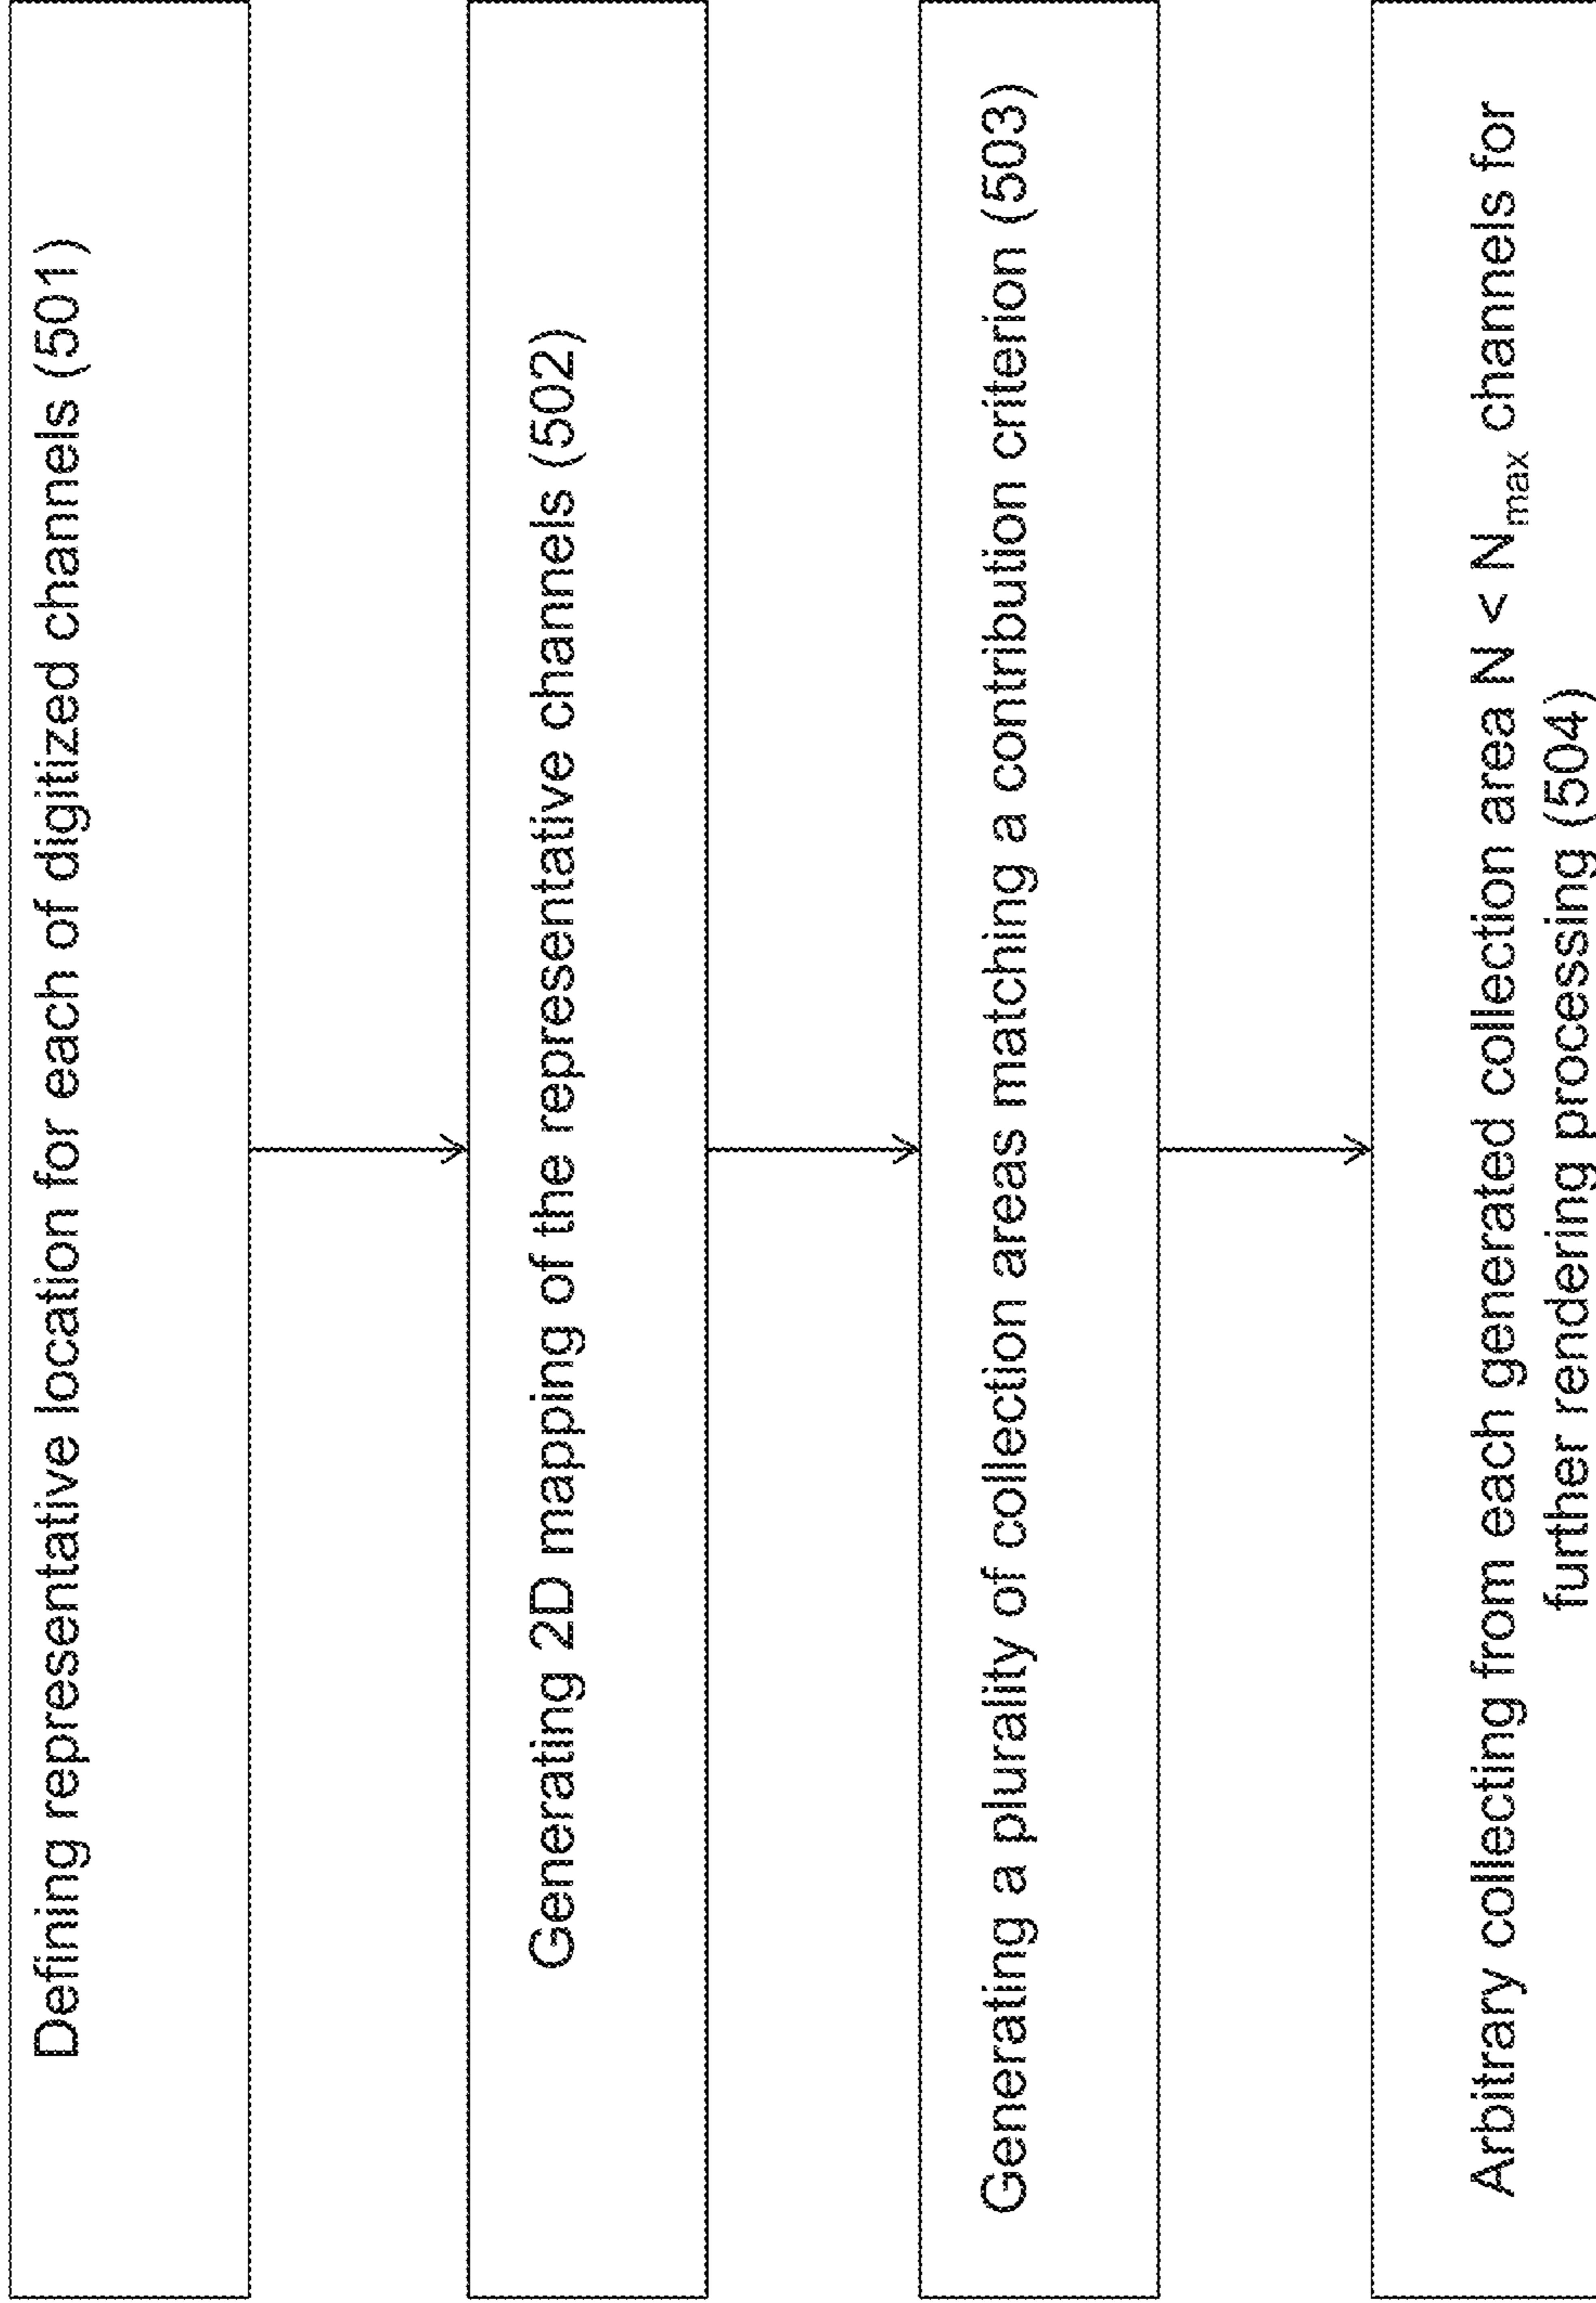 Defining representative location for each of digitized channels (501)
Generating 2D mapping of the representative channels (502)
Generating a plurality of collection areas matching a contribution criterion (503)
Arbitrary collecting from each generated collection area N < Nmax channels for
further rendering processing (504)